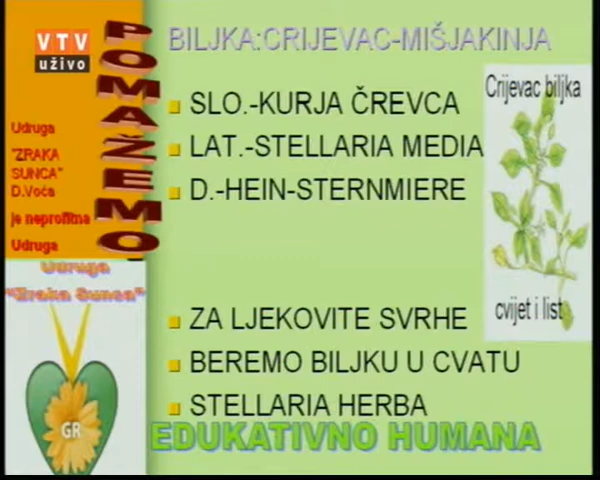 VTV
uživo
POMAŽEMO
Udruga
"ZRAKA
SUNCA"
D.Voća
je neprofitna
Udruga
Udruga
"Zraka Sunca"
GR
BILJKA:CRIJEVAC-MIŠJAKINJA
SLO.-KURJA ČREVCA
LAT.-STELLARIA MEDIA
D.-HEIN-STERNMIERE
Crijevac biljka
cvijet i list
ZA LJEKOVITE SVRHE
BEREMO BILJKU U CVATU
STELLARIA HERBA
EDUKATIVNO HUMANA